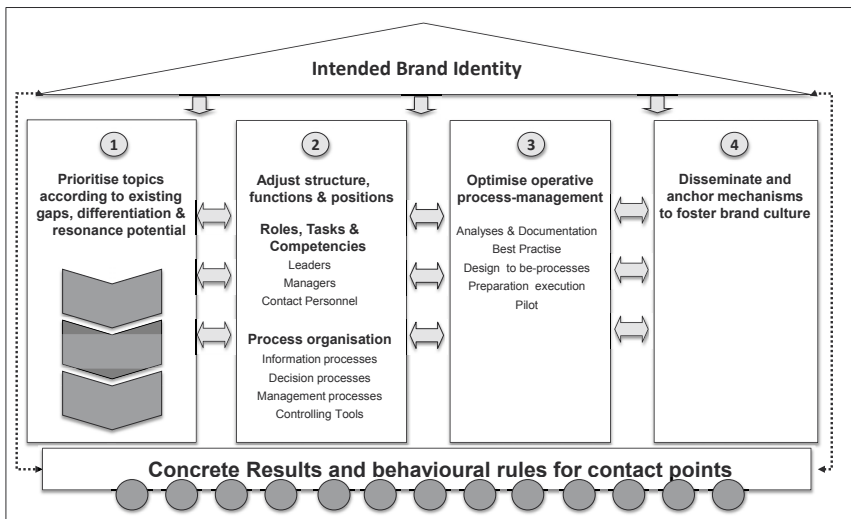 Intended Brand Identity
1
Prioritise topics
according to existing
gaps, differentiation &
resonance potential
2
Adjust structure,
functions & positions
Roles, Tasks &
Competencies
Leaders
Managers
Contact Personnel
Process organisation
Information processes
Decision processes
Management processes
Controlling Tools
3
Optimise operative
process-management
Analyses & Documentation
Best Practise
Design to be-processes
Preparation execution
Pilot
4
Disseminate and
anchor mechanisms
to foster brand culture
Concrete Results and behavioural rules for contact points